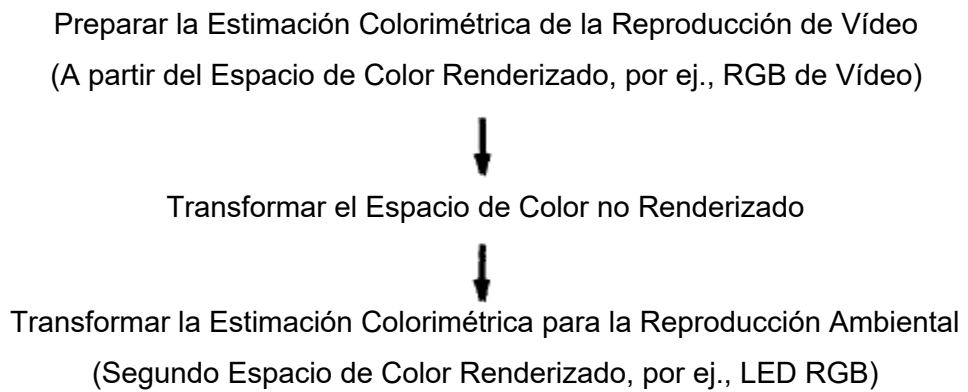 Preparar la Estimación Colorimétrica de la Reproducción de Vídeo
(A partir del Espacio de Color Renderizado, por ej., RGB de Vídeo)
Transformar el Espacio de Color no Renderizado
Transformar la Estimación Colorimétrica para la Reproducción Ambiental
(Segundo Espacio de Color Renderizado, por ej., LED RGB)